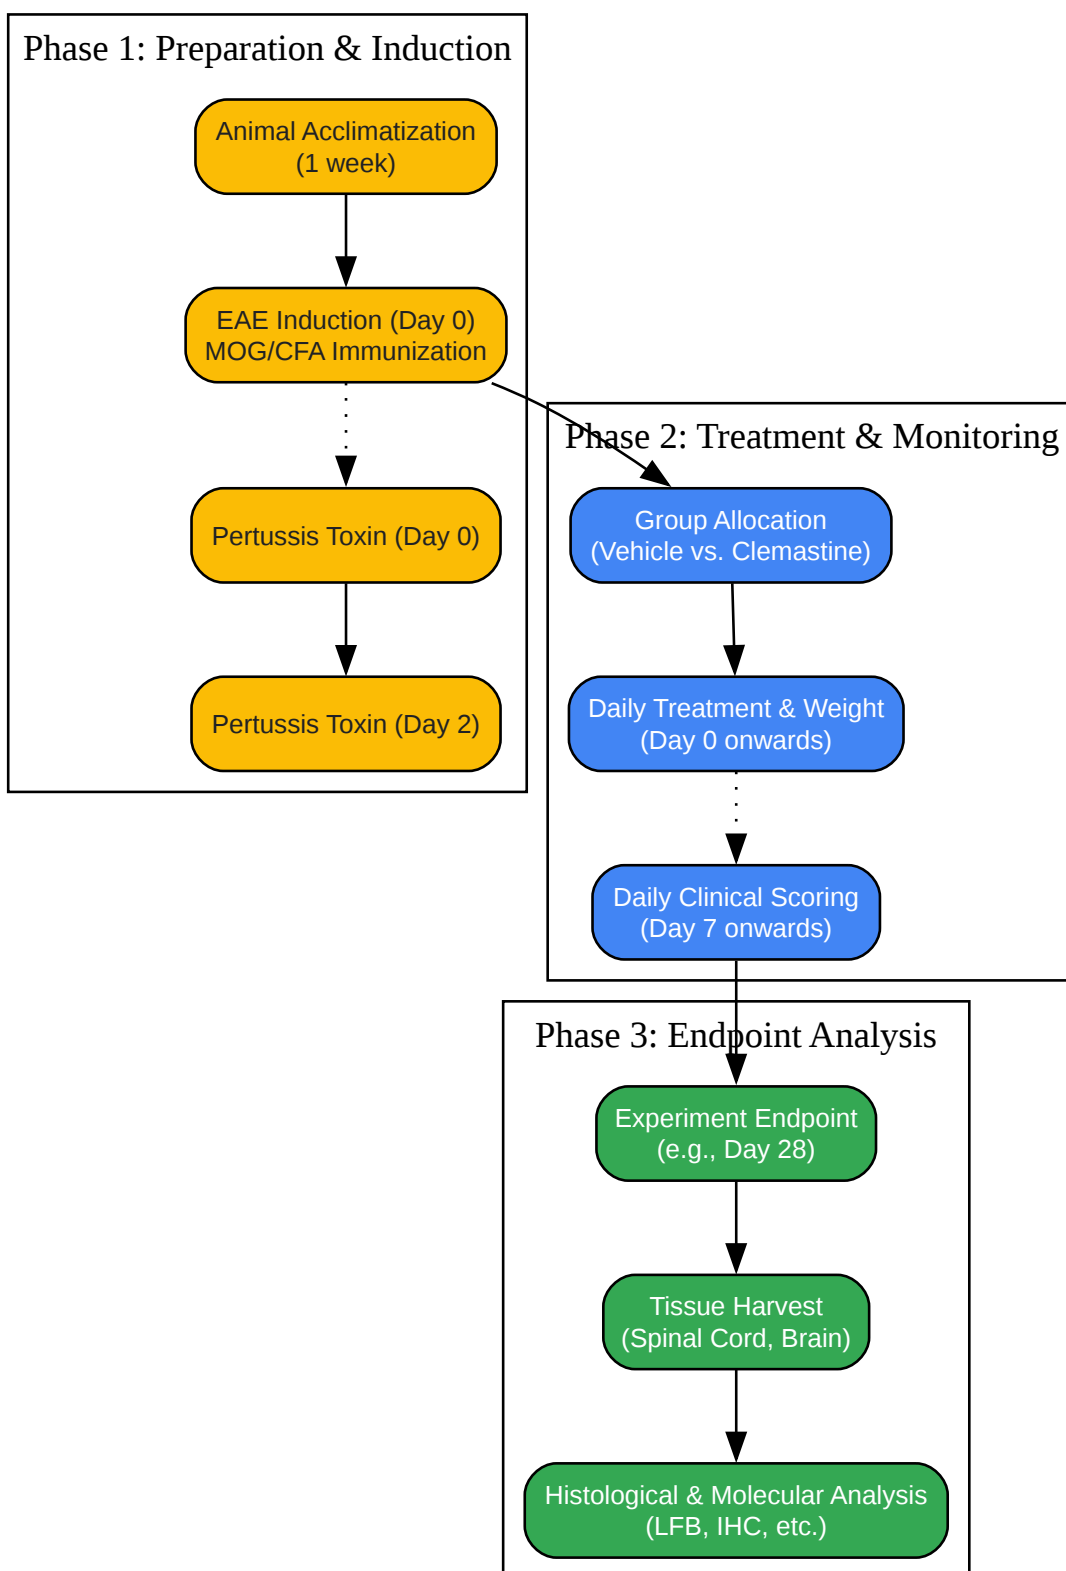 Phase 1: Preparation & Induction
Animal Acclimatization
(1 week)
EAE Induction (Day 0)
MOG/CFA Immunization
Pertussis Toxin (Day 0)
Pertussis Toxin (Day 2)
Phase 2: Treatment & Monitoring
Group Allocation
(Vehicle vs. Clemastine)
Daily Treatment & Weight
(Day 0 onwards)
Daily Clinical Scoring
(Day 7 onwards)
Phase 3: Endpoint Analysis
Experiment Endpoint
(e.g., Day 28)
Tissue Harvest
(Spinal Cord, Brain)
Histological & Molecular Analysis
(LFB, IHC, etc.)